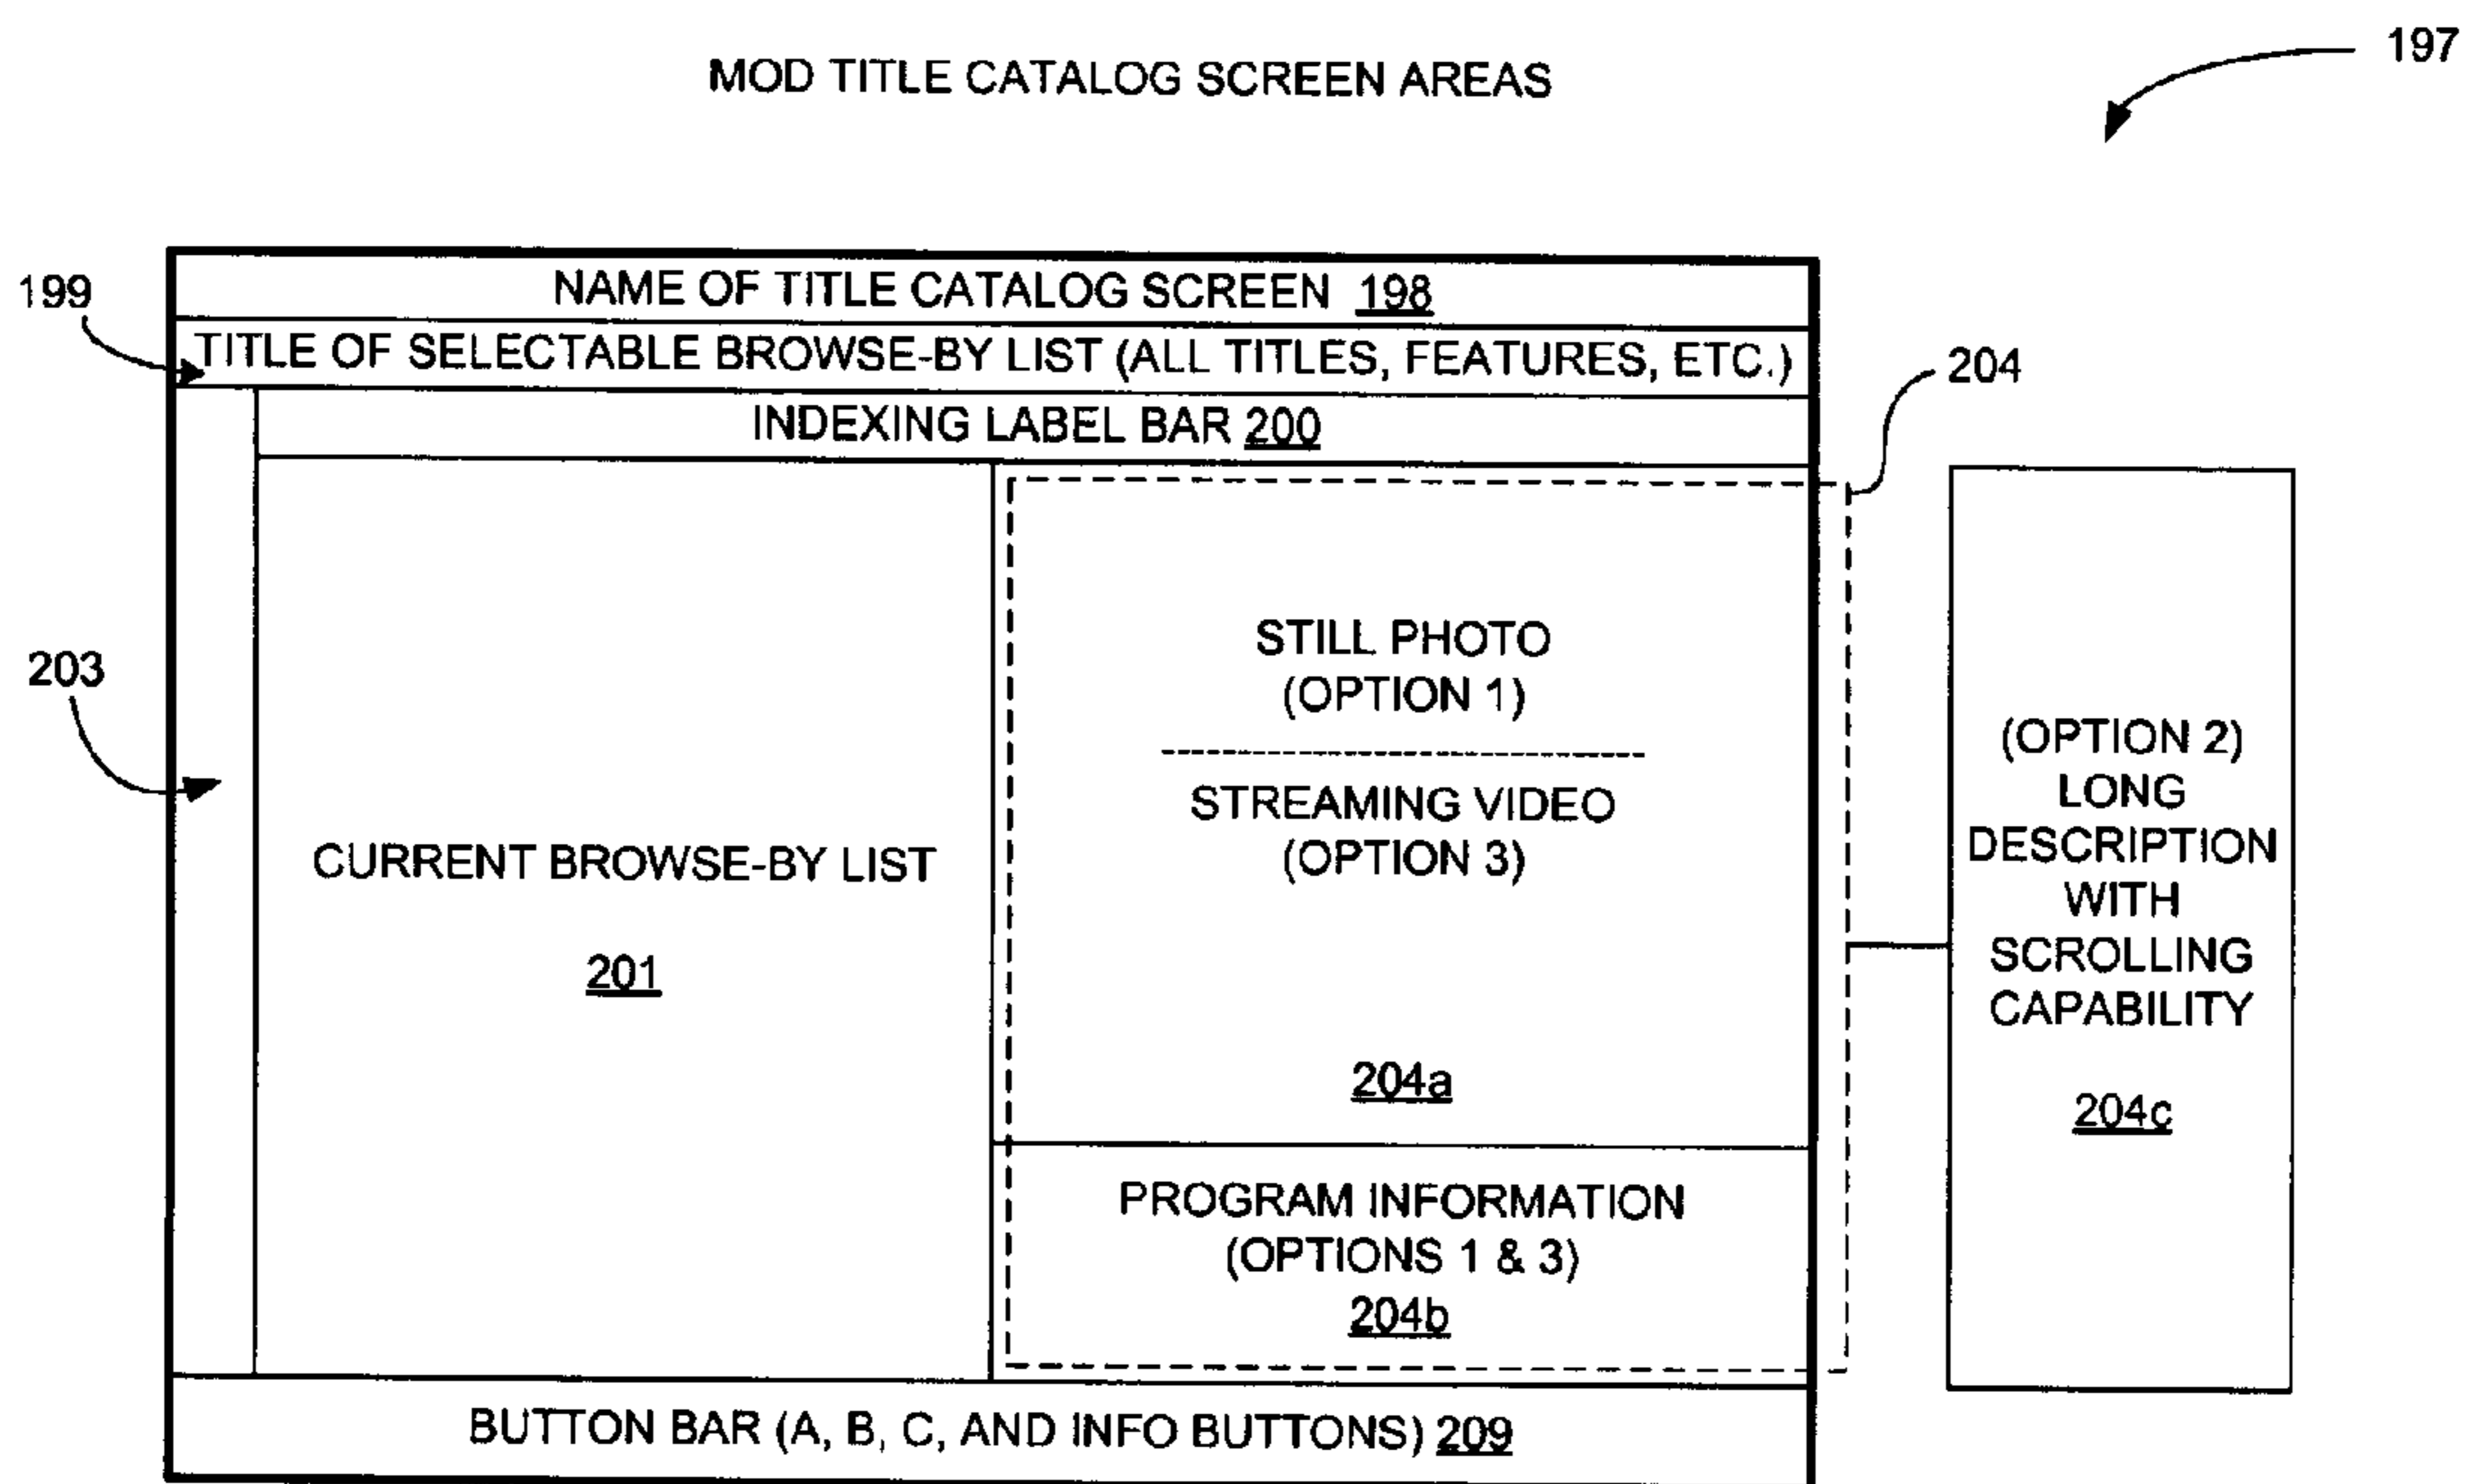 MOD TITLE CATALOG SCREEN AREAS
197
NAME OF TITLE CATALOG SCREEN 198
199
TITLE OF SELECTABLE BROWSE-BY LIST (ALL TITLES, FEATURES, ETC.)
204
INDEXING LABEL BAR 200
203
CURRENT BROWSE-BY LIST
201
STILL PHOTO
(OPTION 1)
STREAMING VIDEO
(OPTION 3)
204a
PROGRAM INFORMATION
(OPTIONS 1 & 3)
204b
(OPTION 2)
LONG
DESCRIPTION
WITH
SCROLLING
CAPABILITY
204c
BUTTON BAR (A, B, C, AND INFO BUTTONS) 209